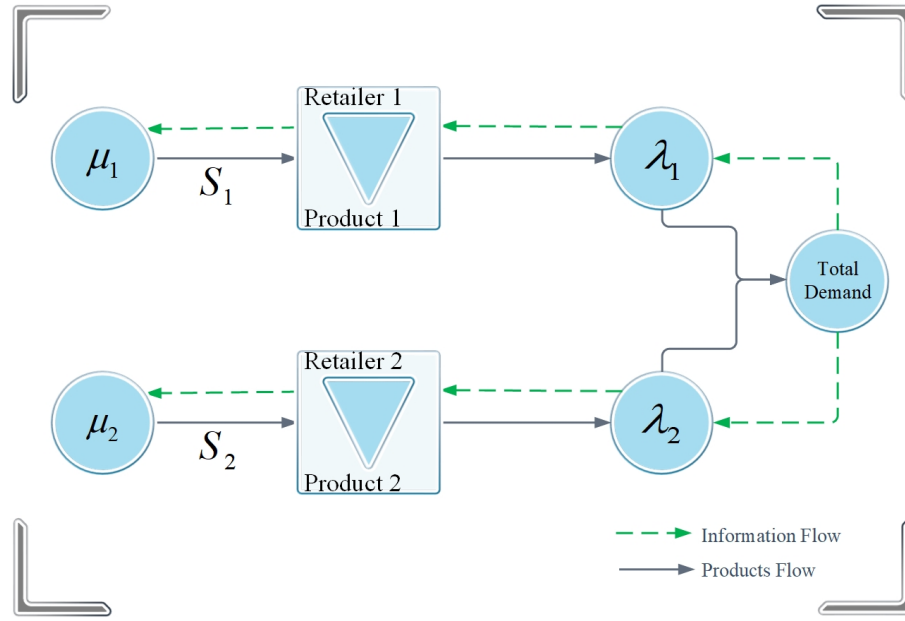 Retailer 1
μ₁
S₁
Product 1
λ₁
Total
Demand
Retailer 2
μ₂
S₂
Product 2
λ₂
Information Flow
Products Flow